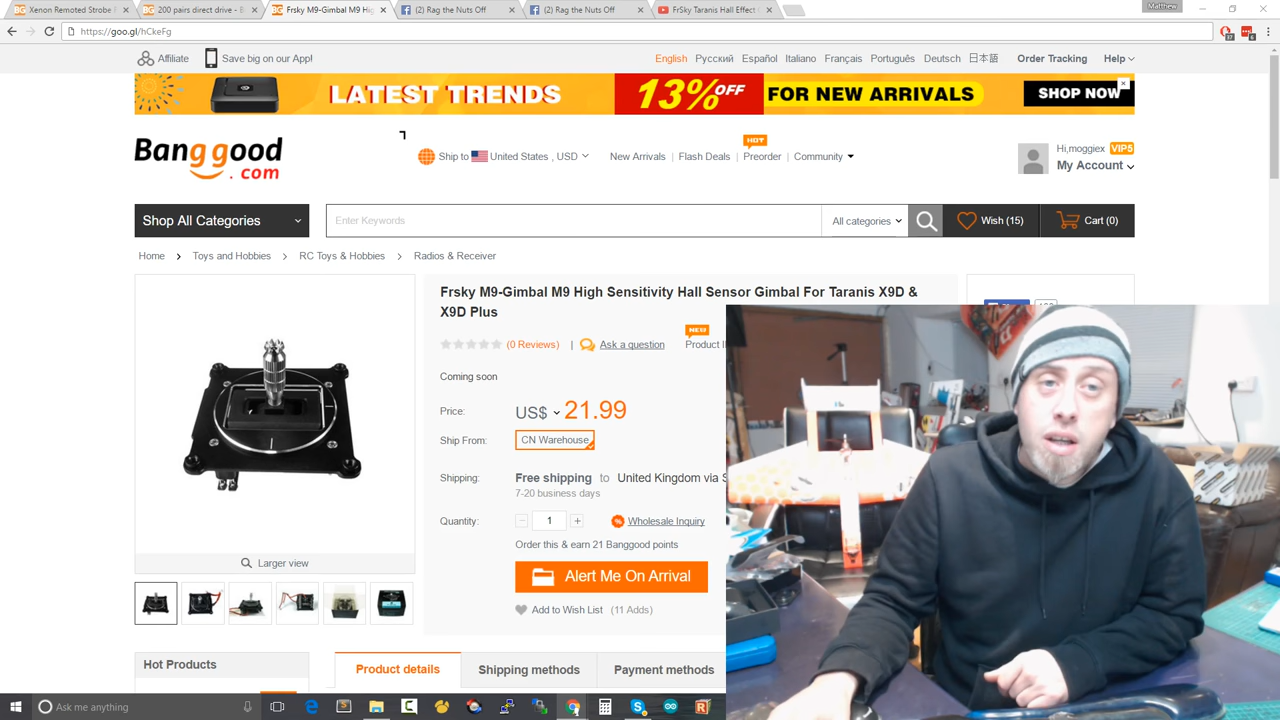 Xenon Remoted Strobe
200 pairs direct drive - B
Frsky M9-Gimbal M9 Hig
(2) Rag the Nuts Off
(2) Rag the Nuts Off
FrSky Taranis Hall Effect
Matthew
https://goo.gl/hCkeFg
Affiliate
Save big on our App!
English
Русский
Español
Italiano
Français
Português
Deutsch
日本語
Order Tracking
Help
LATEST TRENDS
13% OFF
FOR NEW ARRIVALS
SHOP NOW
Banggood
.com
Ship to United States , USD
New Arrivals
Flash Deals
HOT
Preorder
Community
Hi,moggiex VIP5
My Account
Shop All Categories
Enter Keywords
All categories
Wish (15)
Cart (0)
Home
Toys and Hobbies
RC Toys & Hobbies
Radios & Receiver
Frsky M9-Gimbal M9 High Sensitivity Hall Sensor Gimbal For Taranis X9D &
X9D Plus
NEW
(0 Reviews)
Ask a question
Product I
Coming soon
Price:
US$ 21.99
Ship From:
CN Warehouse
Shipping:
Free shipping to United Kingdom via S
7-20 business days
Quantity:
1
Wholesale Inquiry
Order this & earn 21 Banggood points
Alert Me On Arrival
Add to Wish List (11 Adds)
Larger view
Hot Products
Product details
Shipping methods
Payment methods
Ask me anything